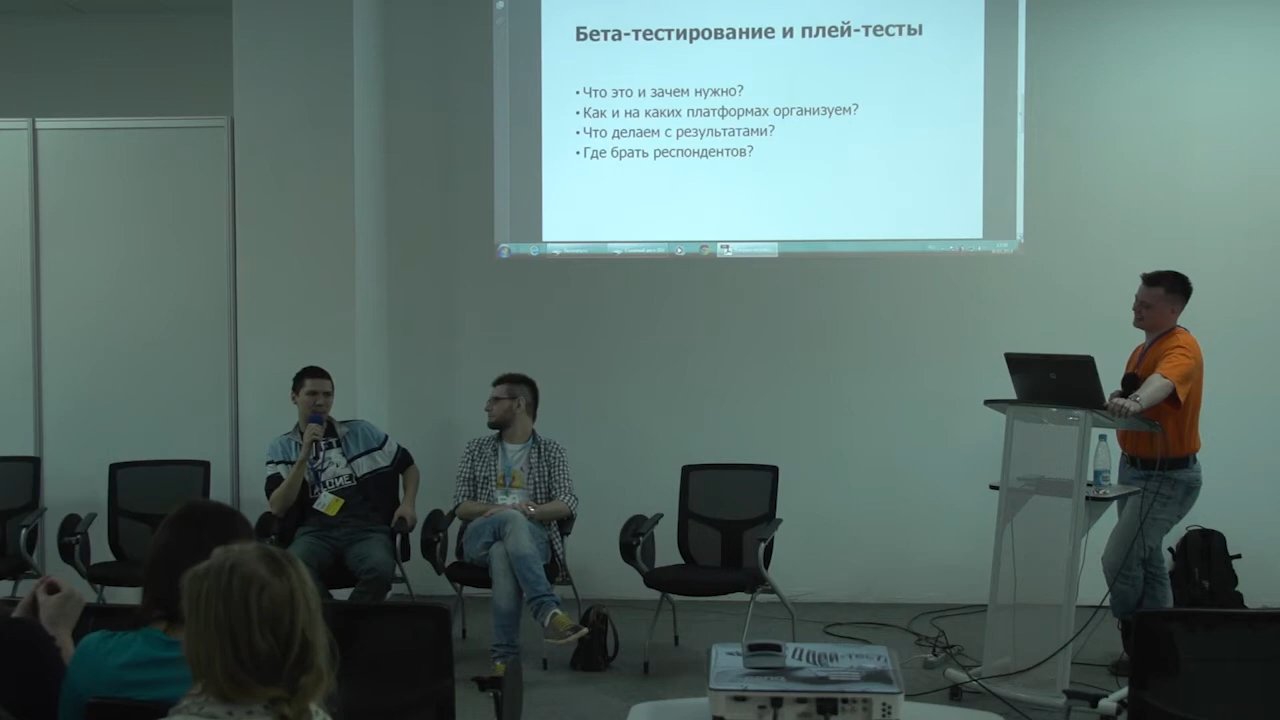 Бета-тестирование и плей-тесты
• Что это и зачем нужно?
• Как и на каких платформах организуем?
• Что делаем с результатами?
• Где брать респондентов?
ALONE